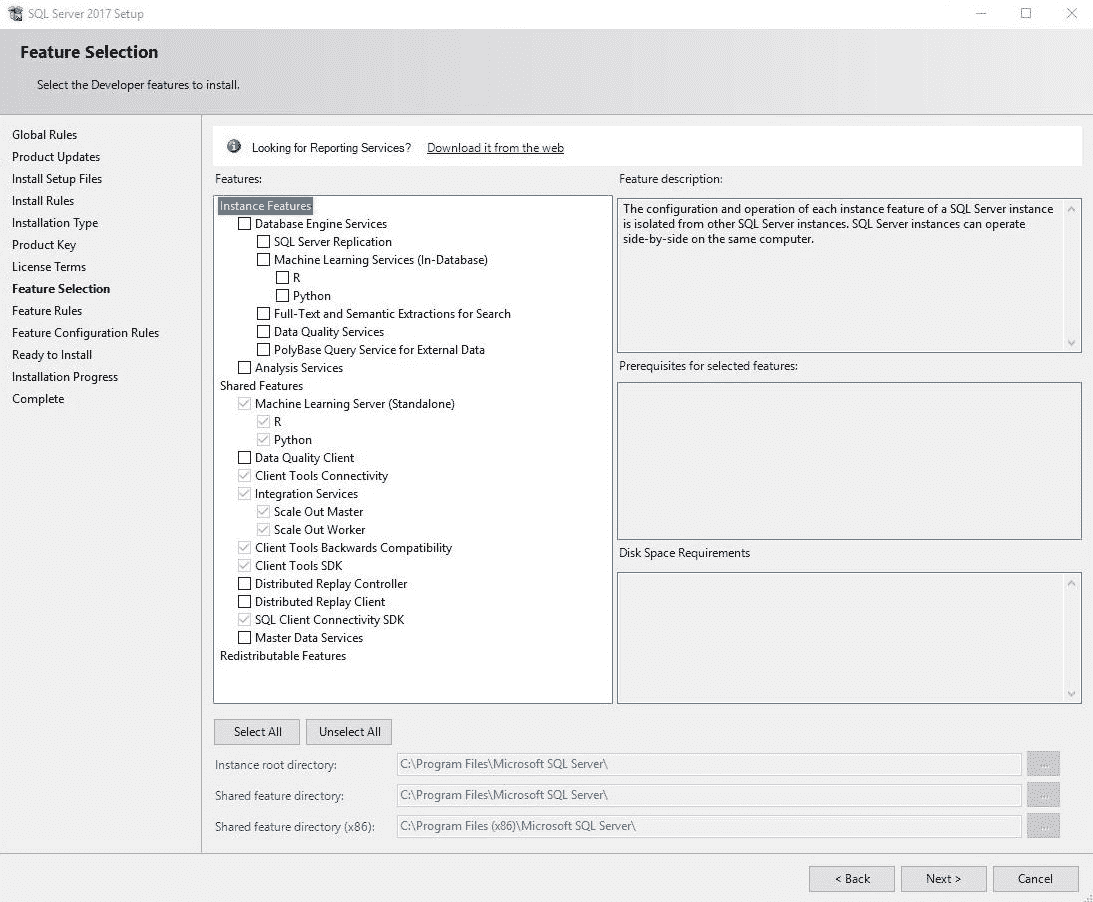 SQL Server 2017 Setup
Feature Selection
Select the Developer features to install.
Global Rules
Product Updates
Install Setup Files
Install Rules
Installation Type
Product Key
License Terms
Feature Selection
Feature Rules
Feature Configuration Rules
Ready to Install
Installation Progress
Complete
Looking for Reporting Services? Download it from the web
Features:
Instance Features
Database Engine Services
SQL Server Replication
Machine Learning Services (In-Database)
R
Python
Full-Text and Semantic Extractions for Search
Data Quality Services
PolyBase Query Service for External Data
Analysis Services
Shared Features
Machine Learning Server (Standalone)
R
Python
Data Quality Client
Client Tools Connectivity
Integration Services
Scale Out Master
Scale Out Worker
Client Tools Backwards Compatibility
Client Tools SDK
Distributed Replay Controller
Distributed Replay Client
SQL Client Connectivity SDK
Master Data Services
Redistributable Features
Feature description:
The configuration and operation of each instance feature of a SQL Server instance
is isolated from other SQL Server instances. SQL Server instances can operate
side-by-side on the same computer.
Prerequisites for selected features:
Disk Space Requirements
Select All
Unselect All
Instance root directory: C:\Program Files\Microsoft SQL Server\ ...
Shared feature directory: C:\Program Files\Microsoft SQL Server\ ...
Shared feature directory (x86): C:\Program Files (x86)\Microsoft SQL Server\ ...
< Back
Next >
Cancel